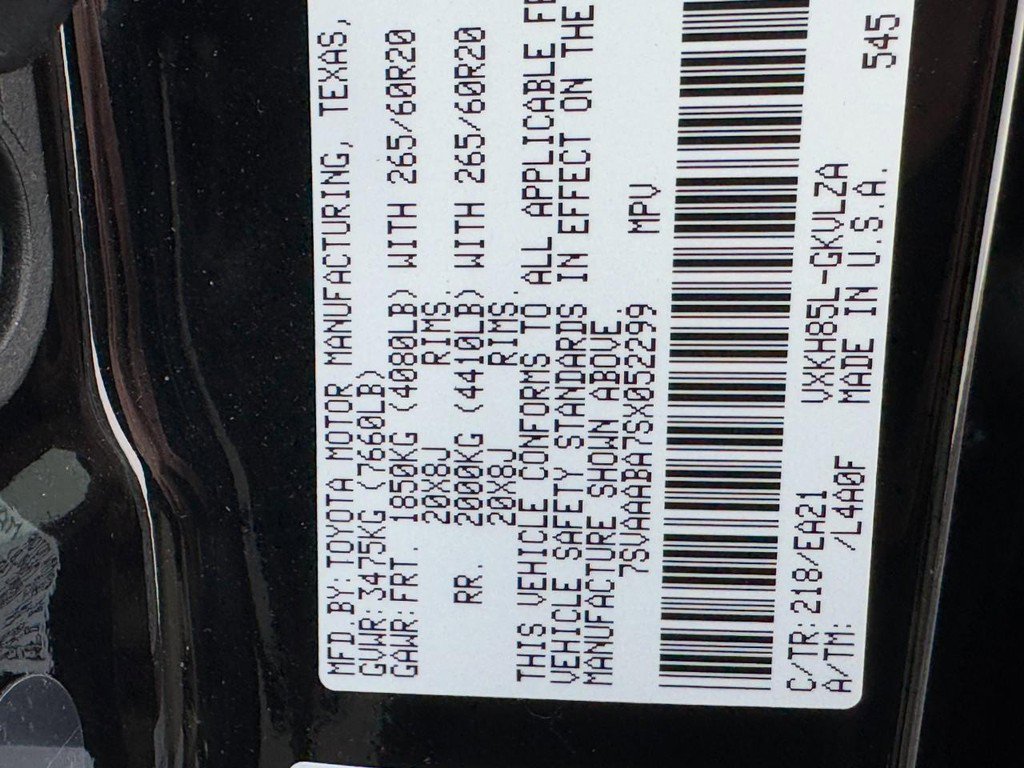 MFD.BY:TOYOTA MOTOR MANUFACTURING, TEXAS,
GVWR:3475KG (7660LB)
GAWR:FRT. 1850KG (4080LB) WITH 265/60R20
20X8J RIMS.
RR. 2000KG (4410LB) WITH 265/60R20
20X8J RIMS.
THIS VEHICLE CONFORMS TO ALL APPLICABLE FE
VEHICLE SAFETY STANDARDS IN EFFECT ON THE
MANUFACTURE SHOWN ABOVE.
7SVAAABA7SX052299 MPV
C/TR:218/EA21 VXKH85L-GKVLZA
A/TM: /L4A0F MADE IN U.S.A. 545